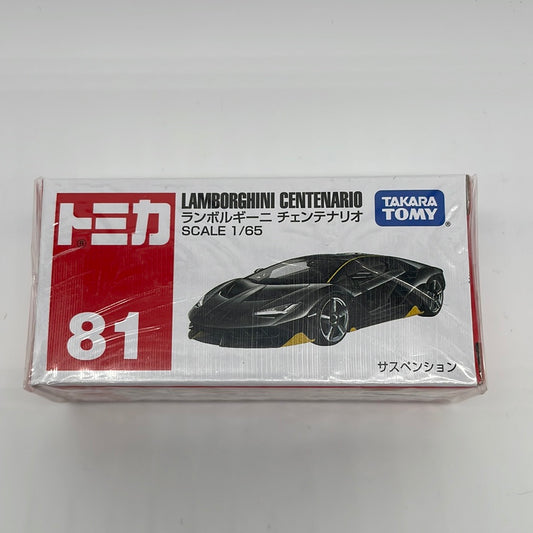 トミカ
81
LAMBORGHINI CENTENARIO
ランボルギーニ チェンテナリオ
SCALE 1/65
TAKARA
TOMY
®
サスペンション